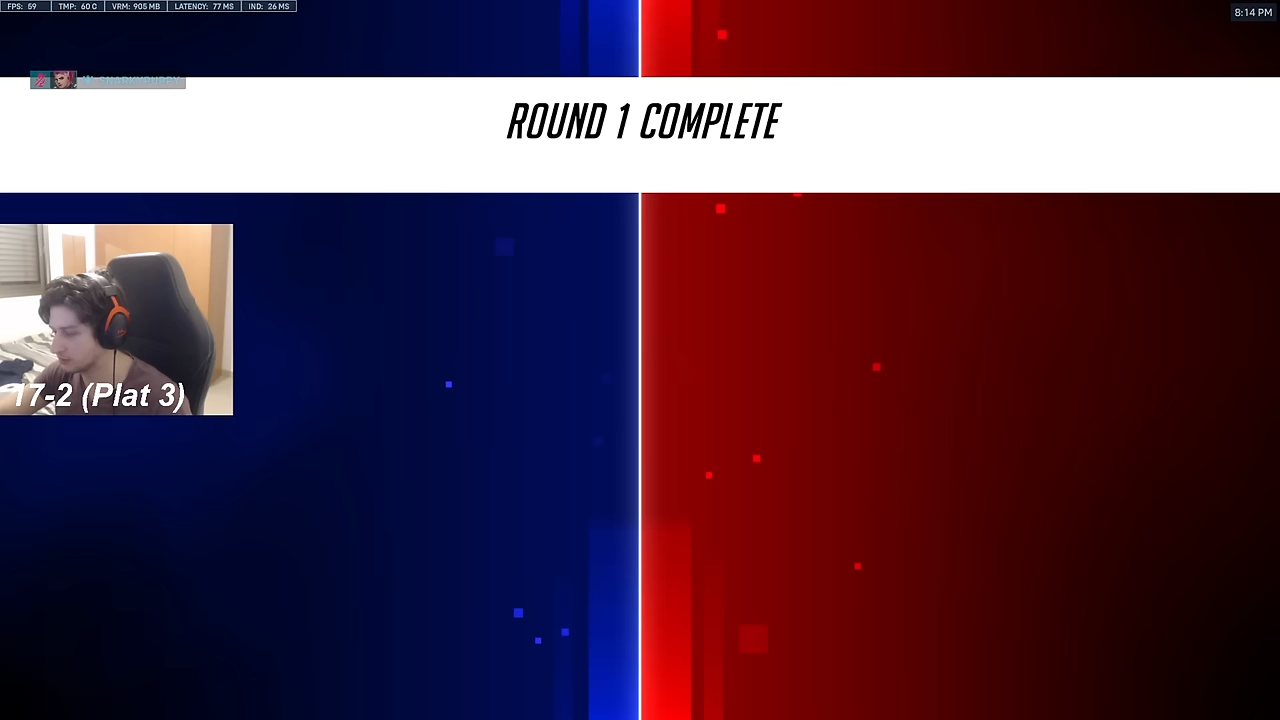 FPS: 59 TMP: 60 C VRM: 905 MB LATENCY: 77 MS IND: 26 MS
8:14 PM
ROUND 1 COMPLETE
17-2 (Plat 3)